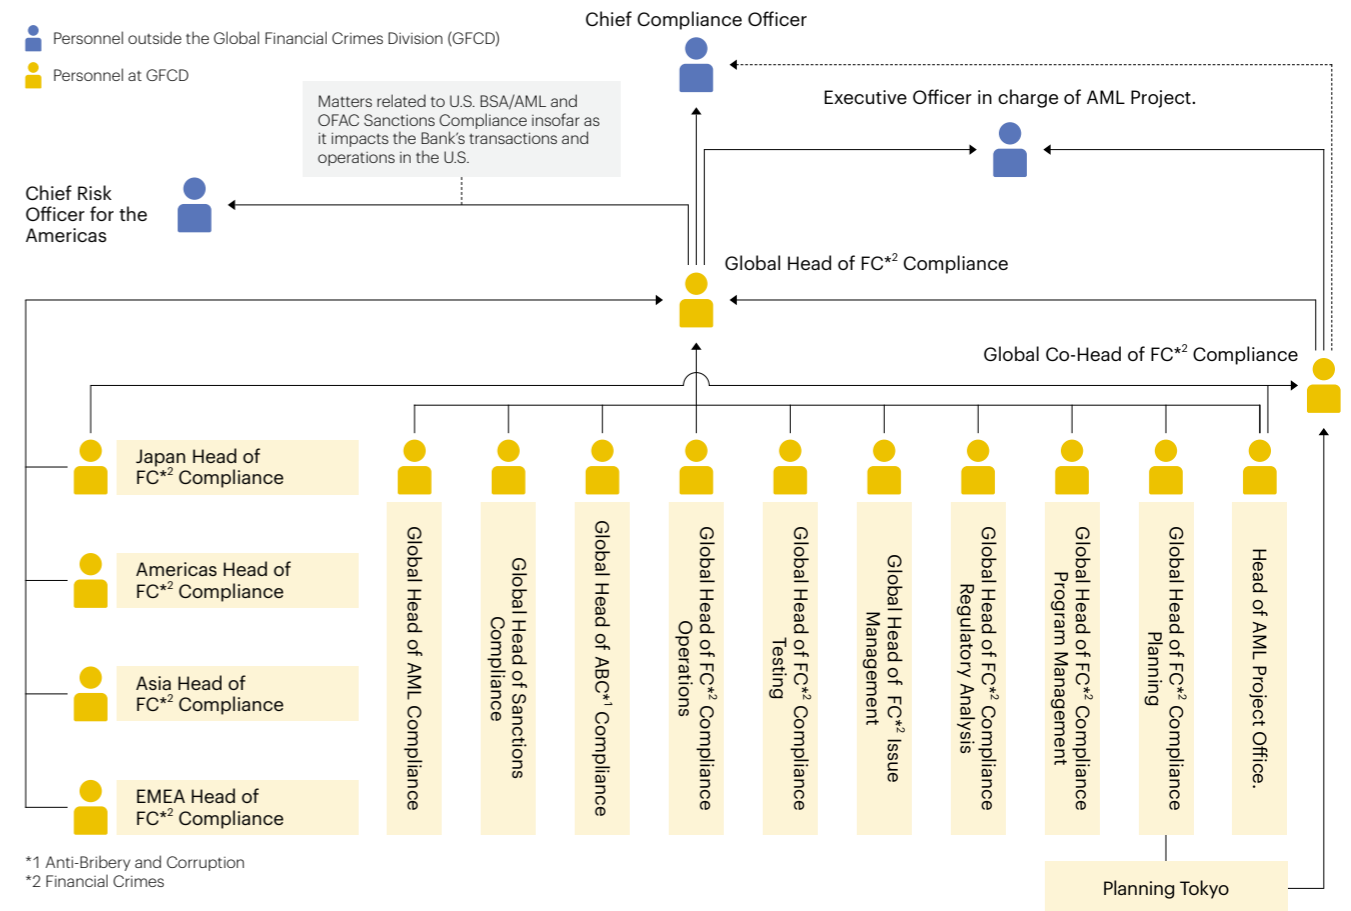 Chief Compliance Officer
Personnel outside the Global Financial Crimes Division (GFCD)
Personnel at GFCD
Matters related to U.S. BSA/AML and
OFAC Sanctions Compliance insofar as
it impacts the Bank’s transactions and
operations in the U.S.
Executive Officer in charge of AML Project.
Chief Risk
Officer for the
Americas
Global Head of FC*2 Compliance
Global Co-Head of FC*2 Compliance
Japan Head of
FC*2 Compliance
Americas Head of
FC*2 Compliance
Asia Head of
FC*2 Compliance
EMEA Head of
FC*2 Compliance
Global Head of AML Compliance
Global Head of Sanctions
Compliance
Global Head of ABC*1 Compliance
Global Head of FC*2 Compliance
Operations
Global Head of FC*2 Compliance
Testing
Global Head of FC*2 Issue
Management
Global Head of FC*2 Compliance
Regulatory Analysis
Global Head of FC*2 Compliance
Program Management
Global Head of FC*2 Compliance
Planning
Head of AML Project Office.
Planning Tokyo
*1 Anti-Bribery and Corruption
*2 Financial Crimes